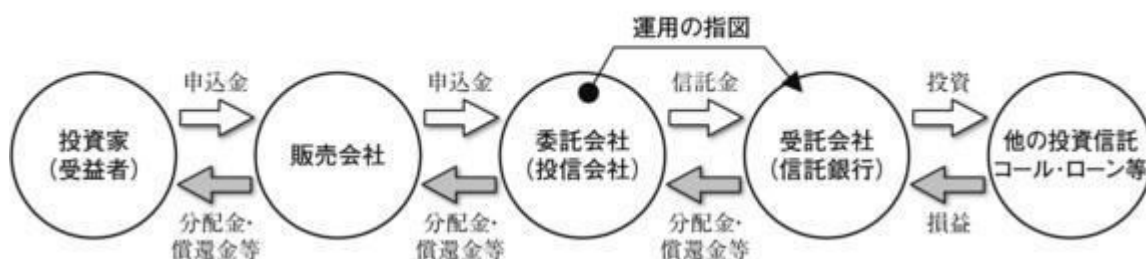 運用の指図
申込金
申込金
信託金
投資
投資家
(受益者)
販売会社
委託会社
(投信会社)
受託会社
(信託銀行)
他の投資信託
コール・ローン等
分配金・
償還金等
分配金・
償還金等
分配金・
償還金等
損益